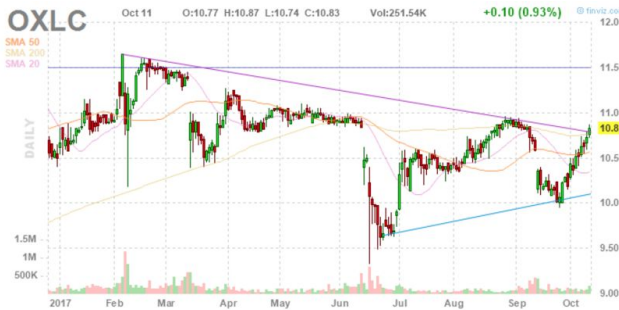 OXLC Oct 11 O:10.77 H:10.87 L:10.74 C:10.83 Vol:251.54K +0.10 (0.93%) © finviz.co
SMA 50
SMA 200
SMA 20
DAILY
12.0
11.5
11.0
10.8
10.5
10.0
9.50
9.00
1.5M
1M
500K
2017 Feb Mar Apr May Jun Jul Aug Sep Oct